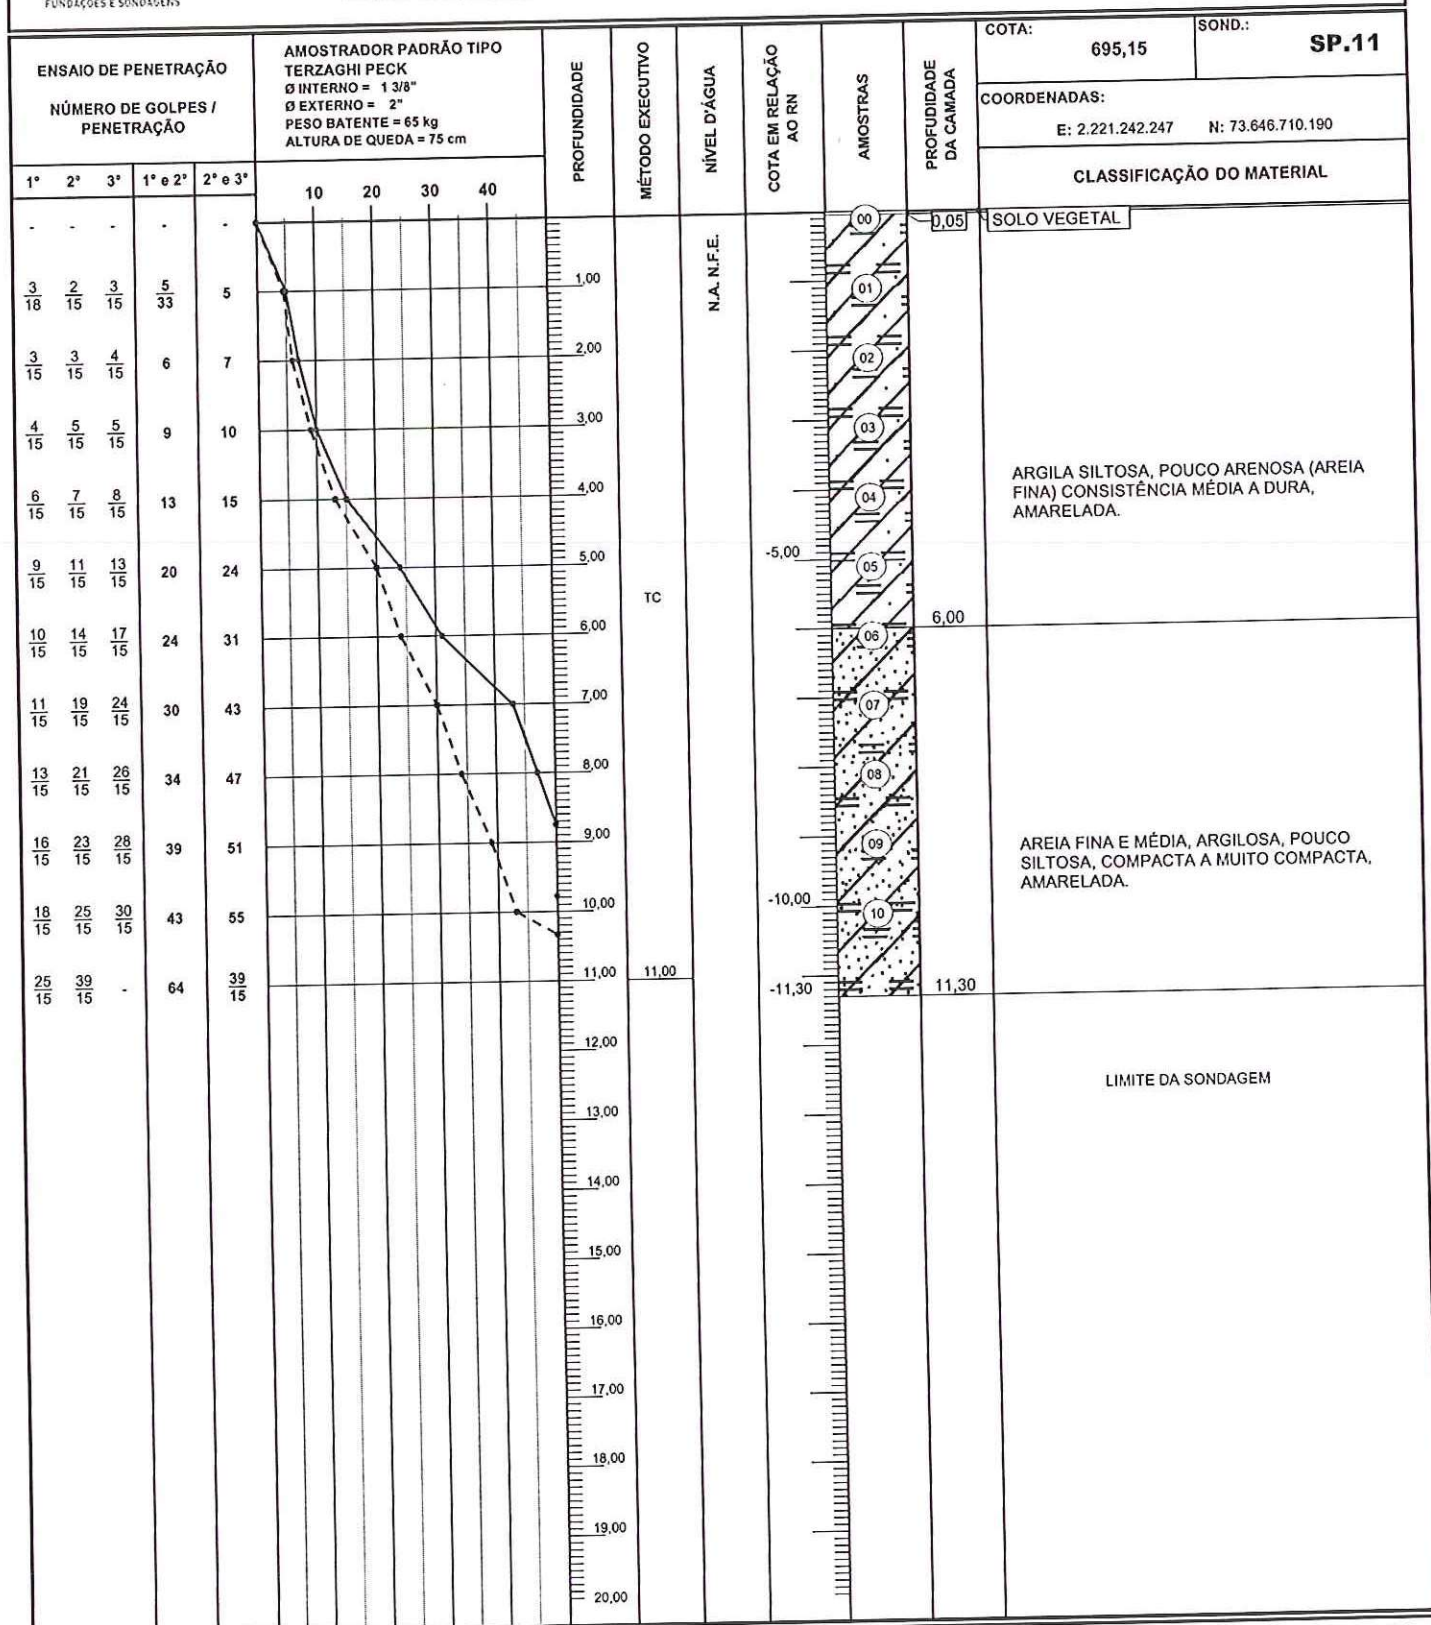 FUNDAÇÕES E SONDAGENS
ENSAIO DE PENETRAÇÃO
NÚMERO DE GOLPES /
PENETRAÇÃO
AMOSTRADOR PADRÃO TIPO
TERZAGHI PECK
Ø INTERNO = 1 3/8"
Ø EXTERNO = 2"
PESO BATENTE = 65 kg
ALTURA DE QUEDA = 75 cm
PROFUNDIDADE
MÉTODO EXECUTIVO
NÍVEL D'ÁGUA
COTA EM RELAÇÃO
AO RN
AMOSTRAS
PROFUDIDADE
DA CAMADA
COTA:
695,15
SOND.:
SP.11
COORDENADAS:
E: 2.221.242.247 N: 73.646.710.190
CLASSIFICAÇÃO DO MATERIAL
1° 2° 3° 1° e 2° 2° e 3°
10 20 30 40
- - - - -
3/18 2/15 3/15 5/33 5
3/15 3/15 4/15 6 7
4/15 5/15 5/15 9 10
6/15 7/15 8/15 13 15
9/15 11/15 13/15 20 24
10/15 14/15 17/15 24 31
11/15 19/15 24/15 30 43
13/15 21/15 26/15 34 47
16/15 23/15 28/15 39 51
18/15 25/15 30/15 43 55
25/15 39/15 - 64 39/15
1,00
2,00
3,00
4,00
5,00
6,00
7,00
8,00
9,00
10,00
11,00
12,00
13,00
14,00
15,00
16,00
17,00
18,00
19,00
20,00
TC
11,00
N.A. N.F.E.
-5,00
-10,00
-11,30
00
01
02
03
04
05
06
07
08
09
10
0,05
6,00
11,30
SOLO VEGETAL
ARGILA SILTOSA, POUCO ARENOSA (AREIA
FINA) CONSISTÊNCIA MÉDIA A DURA,
AMARELADA.
AREIA FINA E MÉDIA, ARGILOSA, POUCO
SILTOSA, COMPACTA A MUITO COMPACTA,
AMARELADA.
LIMITE DA SONDAGEM